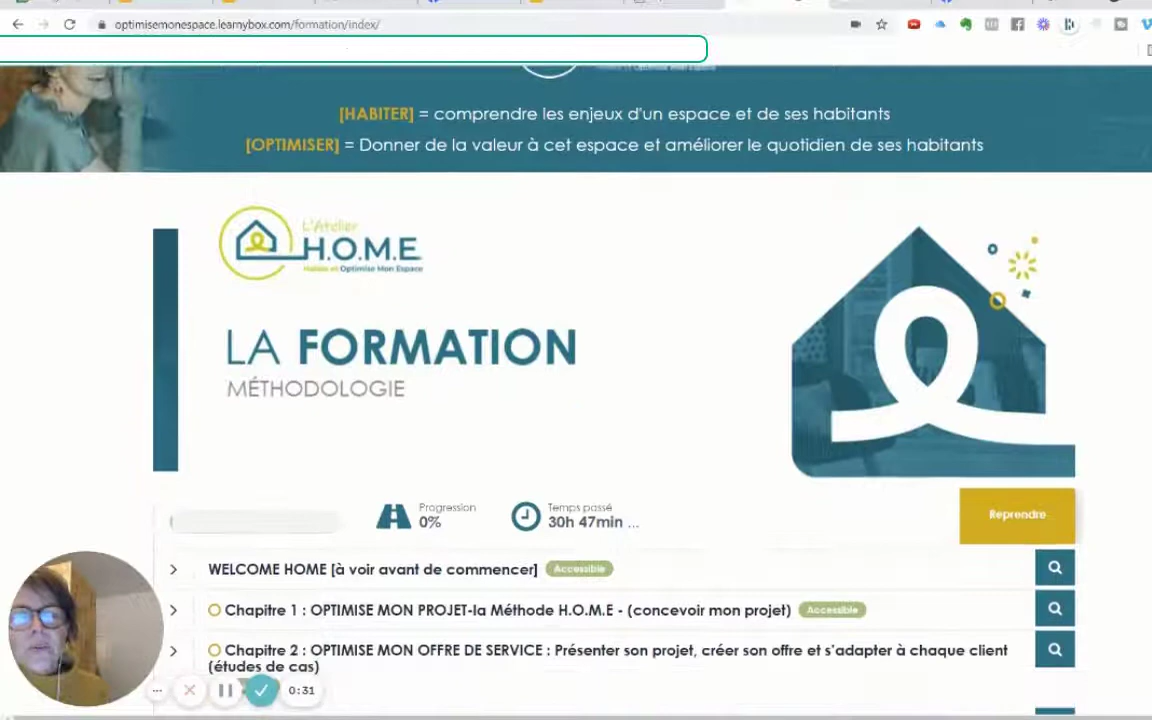 optimisemonespace.learnybox.com/formation/index/
[HABITER] = comprendre les enjeux d'un espace et de ses habitants
[OPTIMISER] = Donner de la valeur à cet espace et améliorer le quotidien de ses habitants
L'Atelier
H.O.M.E
Habite et Optimise Mon Espace
LA FORMATION
MÉTHODOLOGIE
Progression
0%
Temps passé
30h 47min ...
Reprendre
WELCOME HOME [à voir avant de commencer] Accessible
Chapitre 1 : OPTIMISE MON PROJET-la Méthode H.O.M.E - (concevoir mon projet) Accessible
Chapitre 2 : OPTIMISE MON OFFRE DE SERVICE : Présenter son projet, créer son offre et s'adapter à chaque client
(études de cas)
0:31